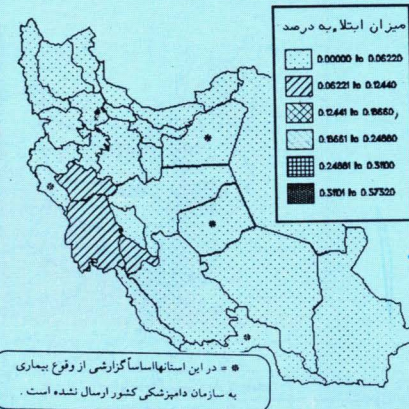 میزان ابتلاء به درصد
0.00000 to 0.06220
0.06221 to 0.12440
0.12441 to 0.18660
0.18661 to 0.24880
0.24881 to 0.3100
0.3101 to 0.37320
* = در این استانها اساسا گزارشی از وقوع بیماری
به سازمان دامپزشکی کشور ارسال نشده است .